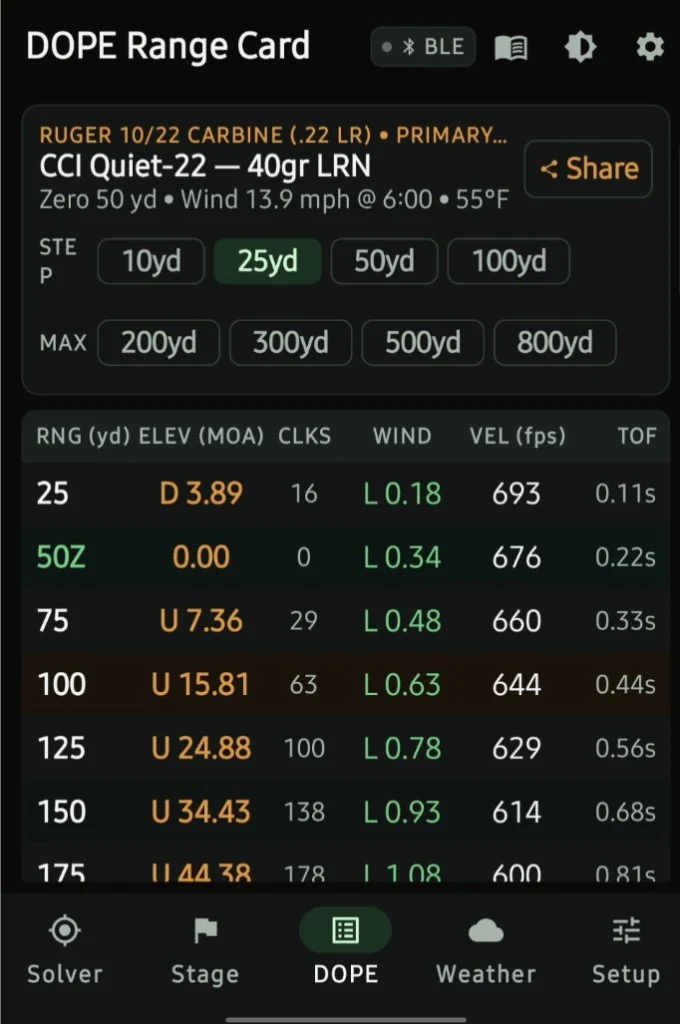 DOPE Range Card BLE
RUGER 10/22 CARBINE (.22 LR) • PRIMARY...
CCI Quiet-22 — 40gr LRN
Share
Zero 50 yd • Wind 13.9 mph @ 6:00 • 55°F
STE
P
10yd 25yd 50yd 100yd
MAX 200yd 300yd 500yd 800yd
RNG (yd) ELEV (MOA) CLKS WIND VEL (fps) TOF
25 D 3.89 16 L 0.18 693 0.11s
50Z 0.00 0 L 0.34 676 0.22s
75 U 7.36 29 L 0.48 660 0.33s
100 U 15.81 63 L 0.63 644 0.44s
125 U 24.88 100 L 0.78 629 0.56s
150 U 34.43 138 L 0.93 614 0.68s
175 U 44.38 178 L 1.08 600 0.81s
Solver Stage DOPE Weather Setup